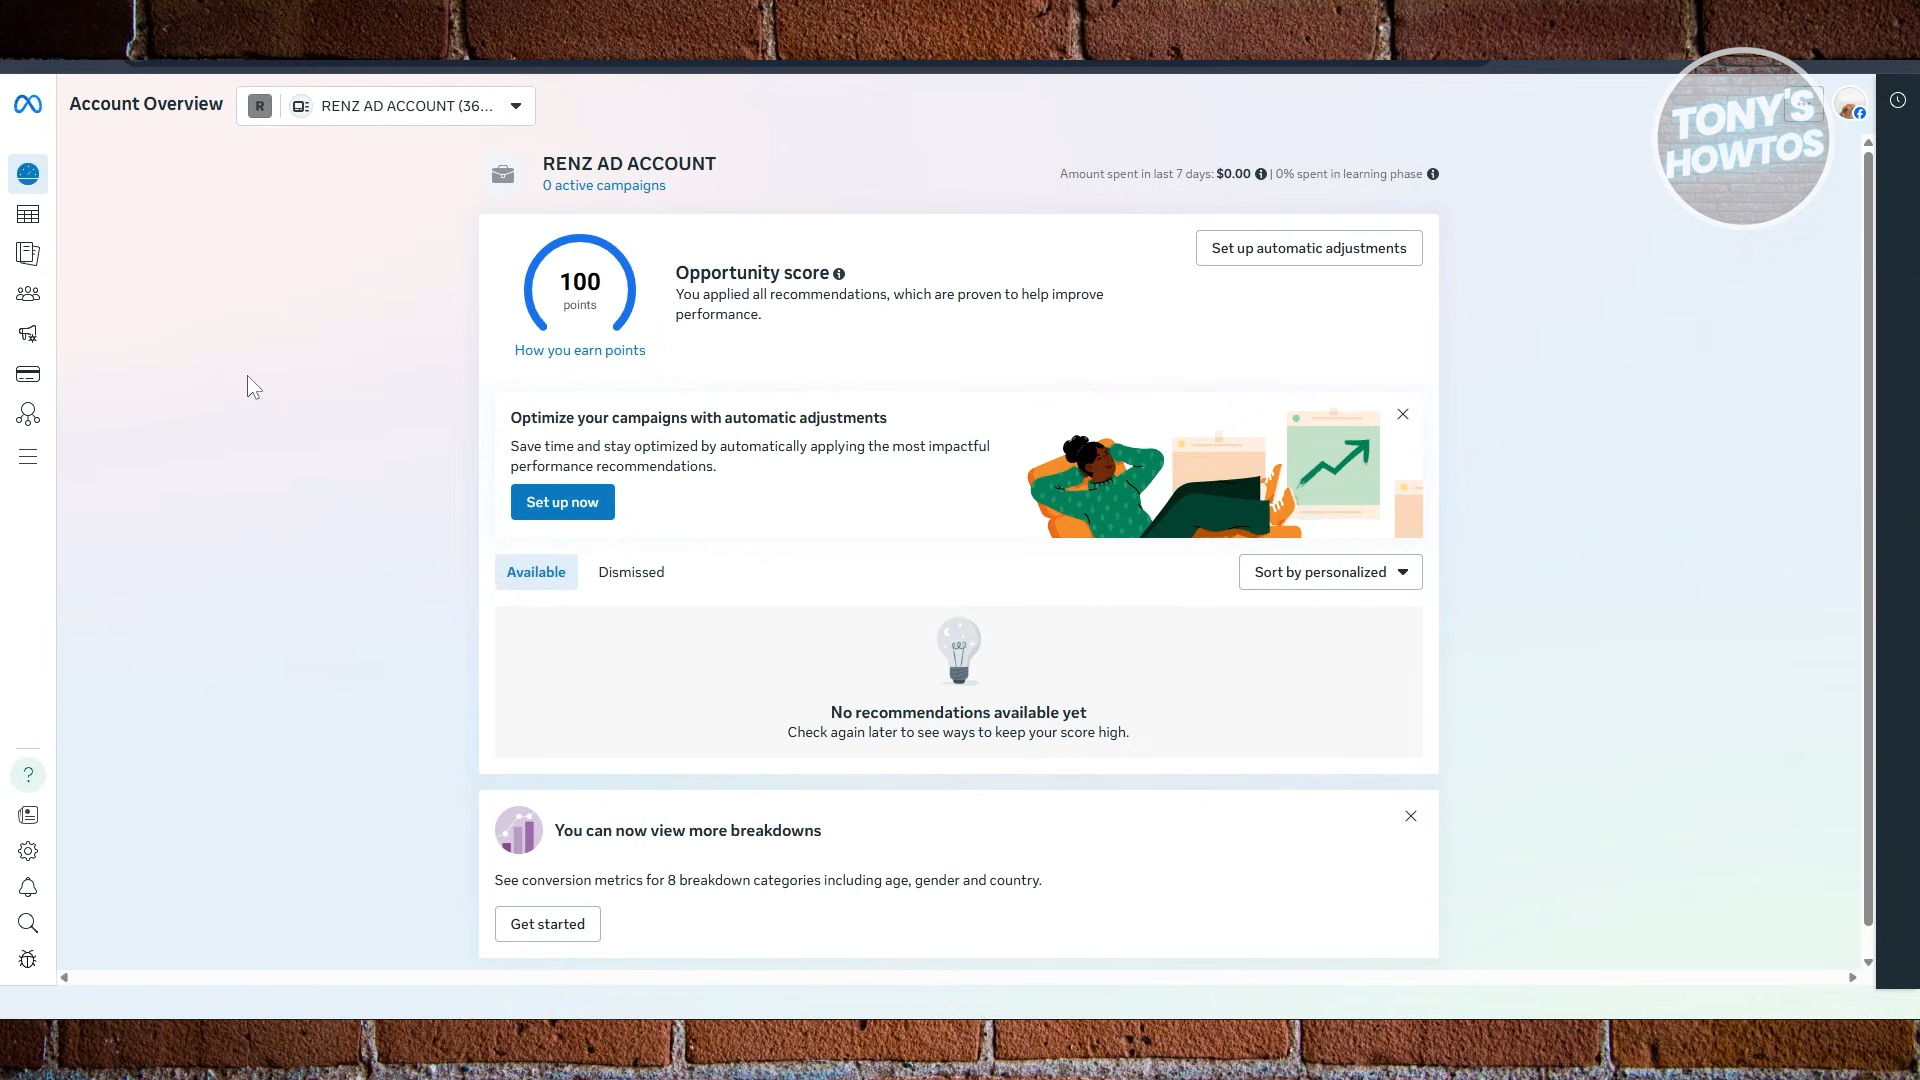 Account Overview
R
RENZ AD ACCOUNT (36...
TONY'S
HOWTOS
RENZ AD ACCOUNT
0 active campaigns
Amount spent in last 7 days: $0.00 | 0% spent in learning phase
100
points
How you earn points
Opportunity score
You applied all recommendations, which are proven to help improve
performance.
Set up automatic adjustments
Optimize your campaigns with automatic adjustments
Save time and stay optimized by automatically applying the most impactful
performance recommendations.
Set up now
Available
Dismissed
Sort by personalized
No recommendations available yet
Check again later to see ways to keep your score high.
You can now view more breakdowns
See conversion metrics for 8 breakdown categories including age, gender and country.
Get started